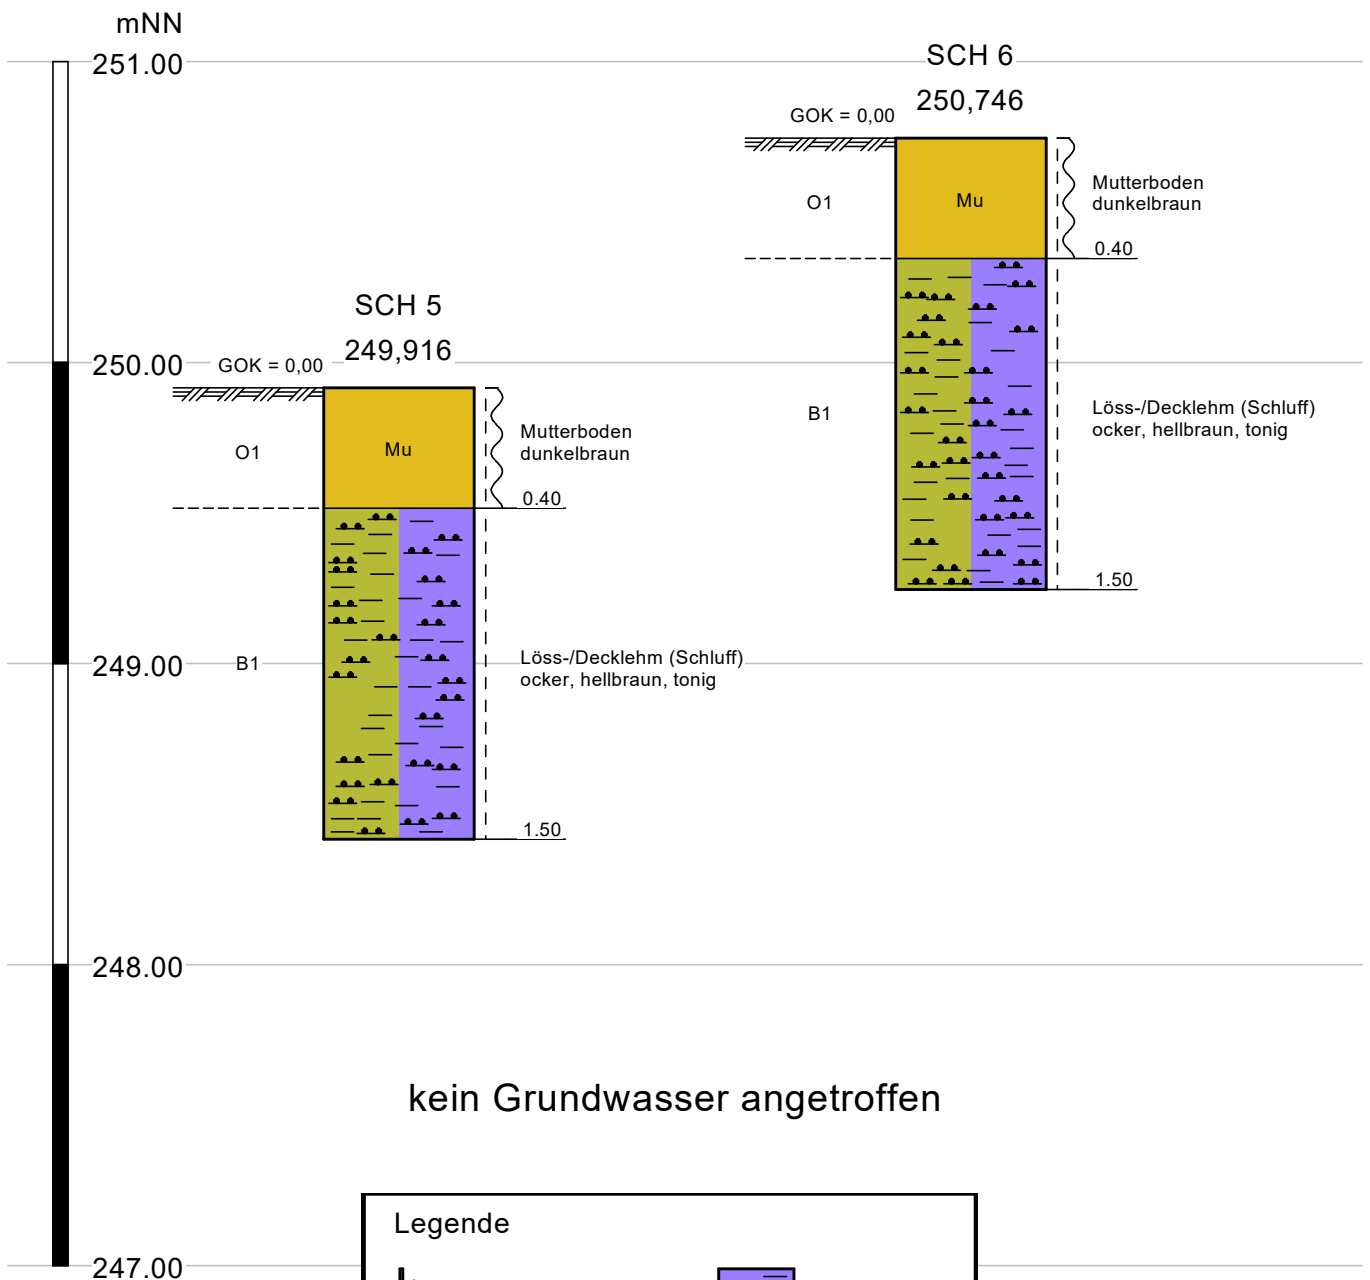 mNN
251.00
250.00
249.00
248.00
247.00
SCH 5
249,916
GOK = 0,00
O1
Mu
Mutterboden
dunkelbraun
0.40
B1
Löss-/Decklehm (Schluff)
ocker, hellbraun, tonig
1.50
SCH 6
250,746
GOK = 0,00
O1
Mu
Mutterboden
dunkelbraun
0.40
B1
Löss-/Decklehm (Schluff)
ocker, hellbraun, tonig
1.50
kein Grundwasser angetroffen
Legende